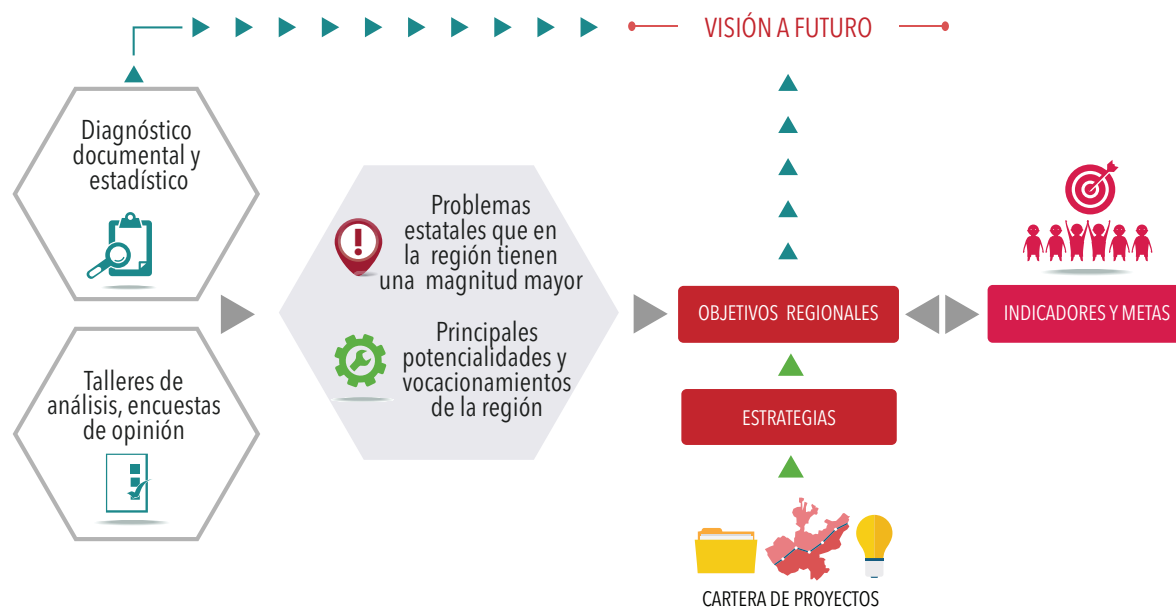 VISIÓN A FUTURO
Diagnóstico
documental y
estadístico
Talleres de
análisis, encuestas
de opinión
Problemas
estatales que en
la región tienen
una magnitud mayor
Principales
potencialidades y
vocacionamientos
de la región
OBJETIVOS REGIONALES
INDICADORES Y METAS
ESTRATEGIAS
CARTERA DE PROYECTOS